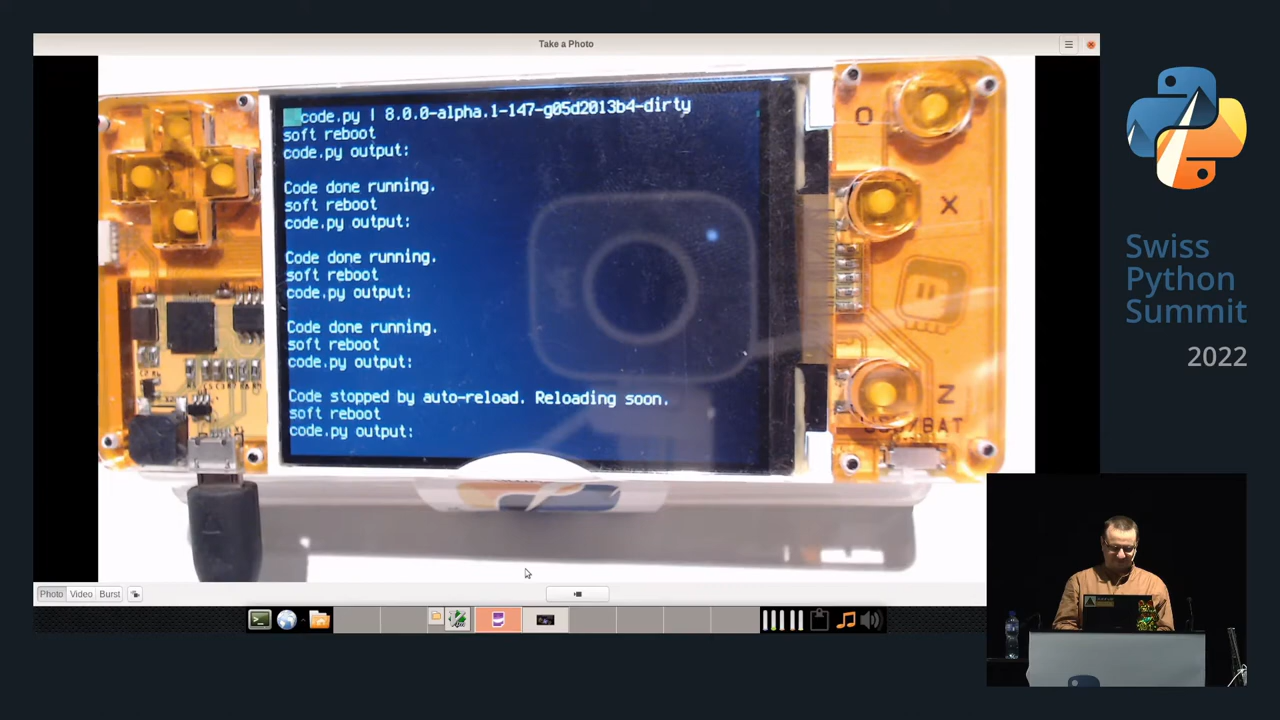 Take a Photo
code.py | 8.0.0-alpha.1-147-g05d2013b4-dirty
soft reboot
code.py output:
Code done running.
soft reboot
code.py output:
Code done running.
soft reboot
code.py output:
Code done running.
soft reboot
code.py output:
Code stopped by auto-reload. Reloading soon.
soft reboot
code.py output:
O
X
Z
/BAT
Photo Video Burst
Swiss
Python
Summit
2022